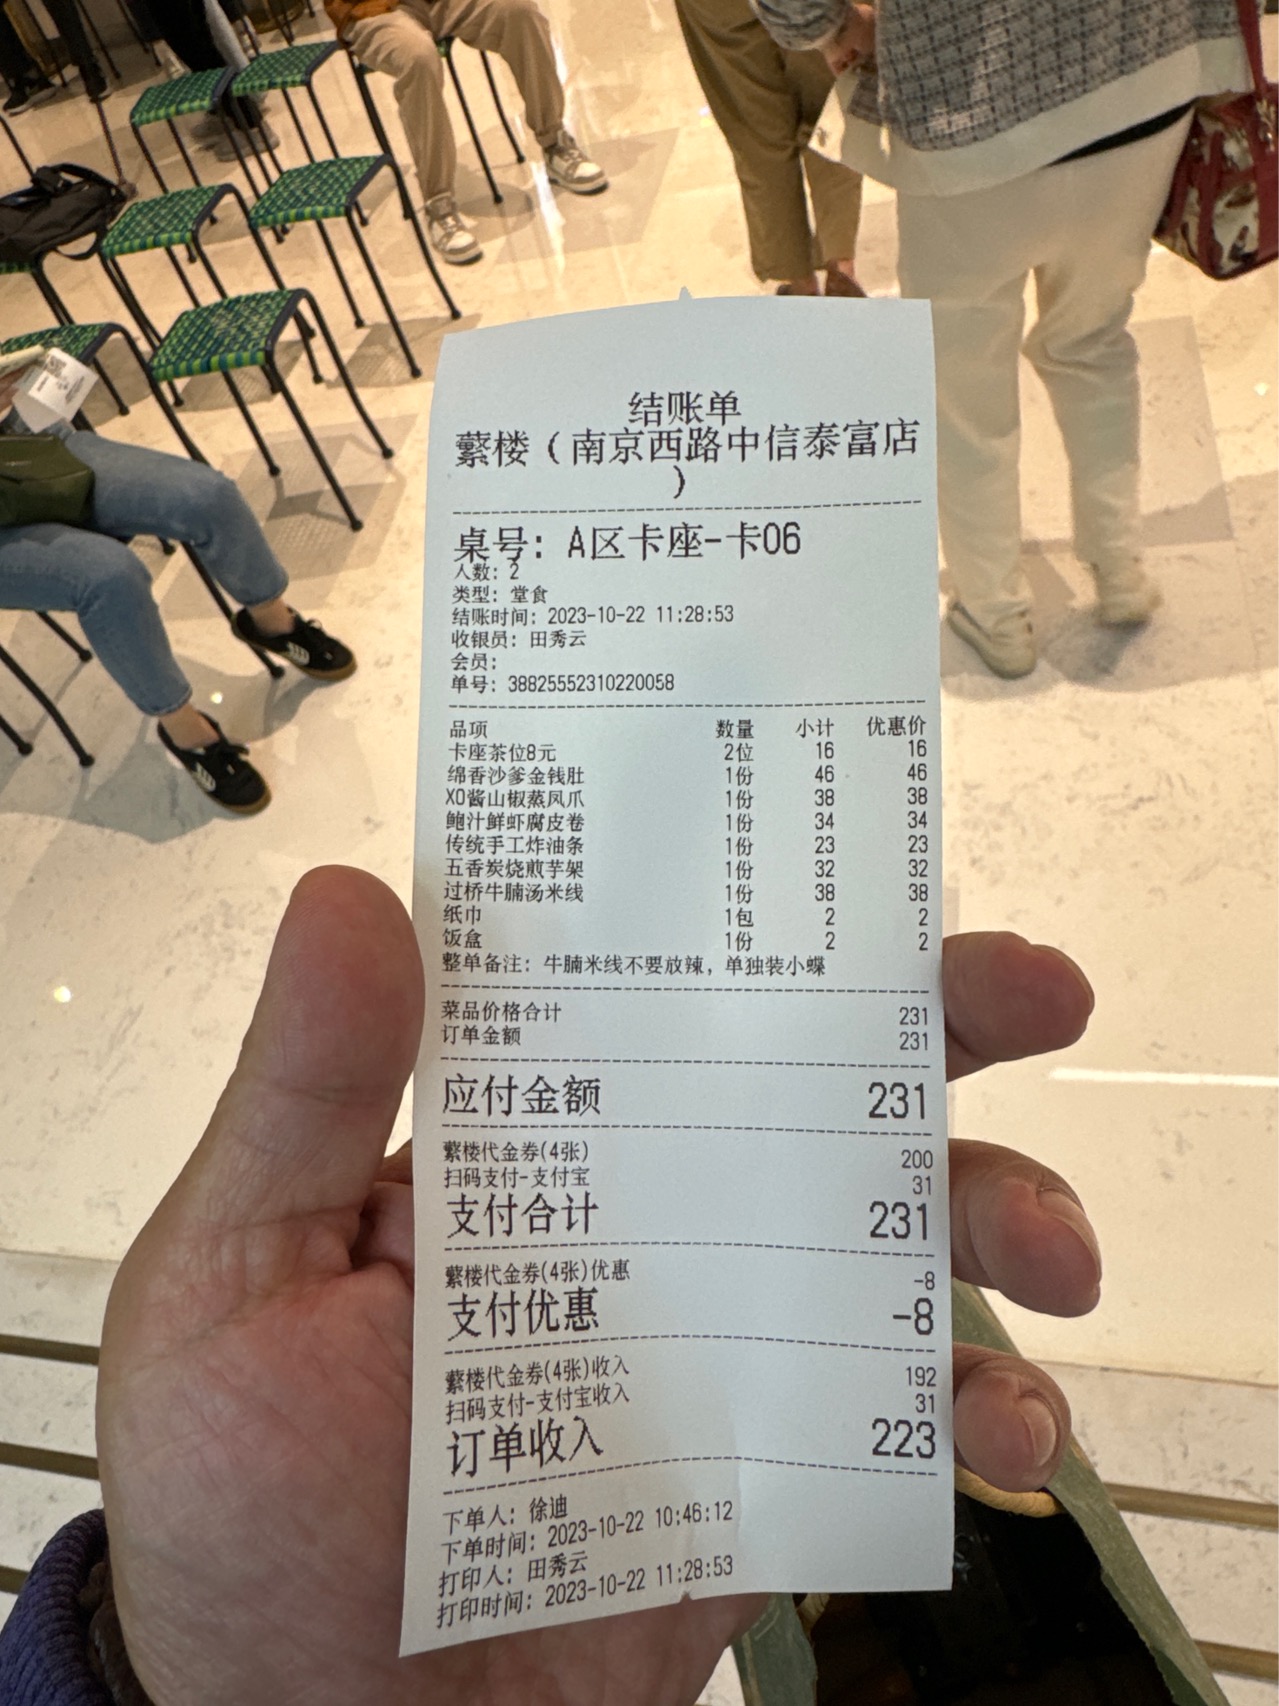 结账单
蘩楼（南京西路中信泰富店
）
桌号：A区卡座-卡06
人数：2
类型：堂食
结账时间：2023-10-22 11:28:53
收银员：田秀云
会员：
单号：38825552310220058
品项 数量 小计 优惠价
卡座茶位8元 2位 16 16
绵香沙爹金钱肚 1份 46 46
XO酱山椒蒸凤爪 1份 38 38
鲍汁鲜虾腐皮卷 1份 34 34
传统手工炸油条 1份 23 23
五香炭烧煎芋架 1份 32 32
过桥牛腩汤米线 1份 38 38
纸巾 1包 2 2
饭盒 1份 2 2
整单备注：牛腩米线不要放辣，单独装小蝶
菜品价格合计 231
订单金额 231
应付金额 231
蘩楼代金券(4张) 200
扫码支付-支付宝 31
支付合计 231
蘩楼代金券(4张)优惠 -8
支付优惠 -8
蘩楼代金券(4张)收入 192
扫码支付-支付宝收入 31
订单收入 223
下单人：徐迪
下单时间：2023-10-22 10:46:12
打印人：田秀云
打印时间：2023-10-22 11:28:53